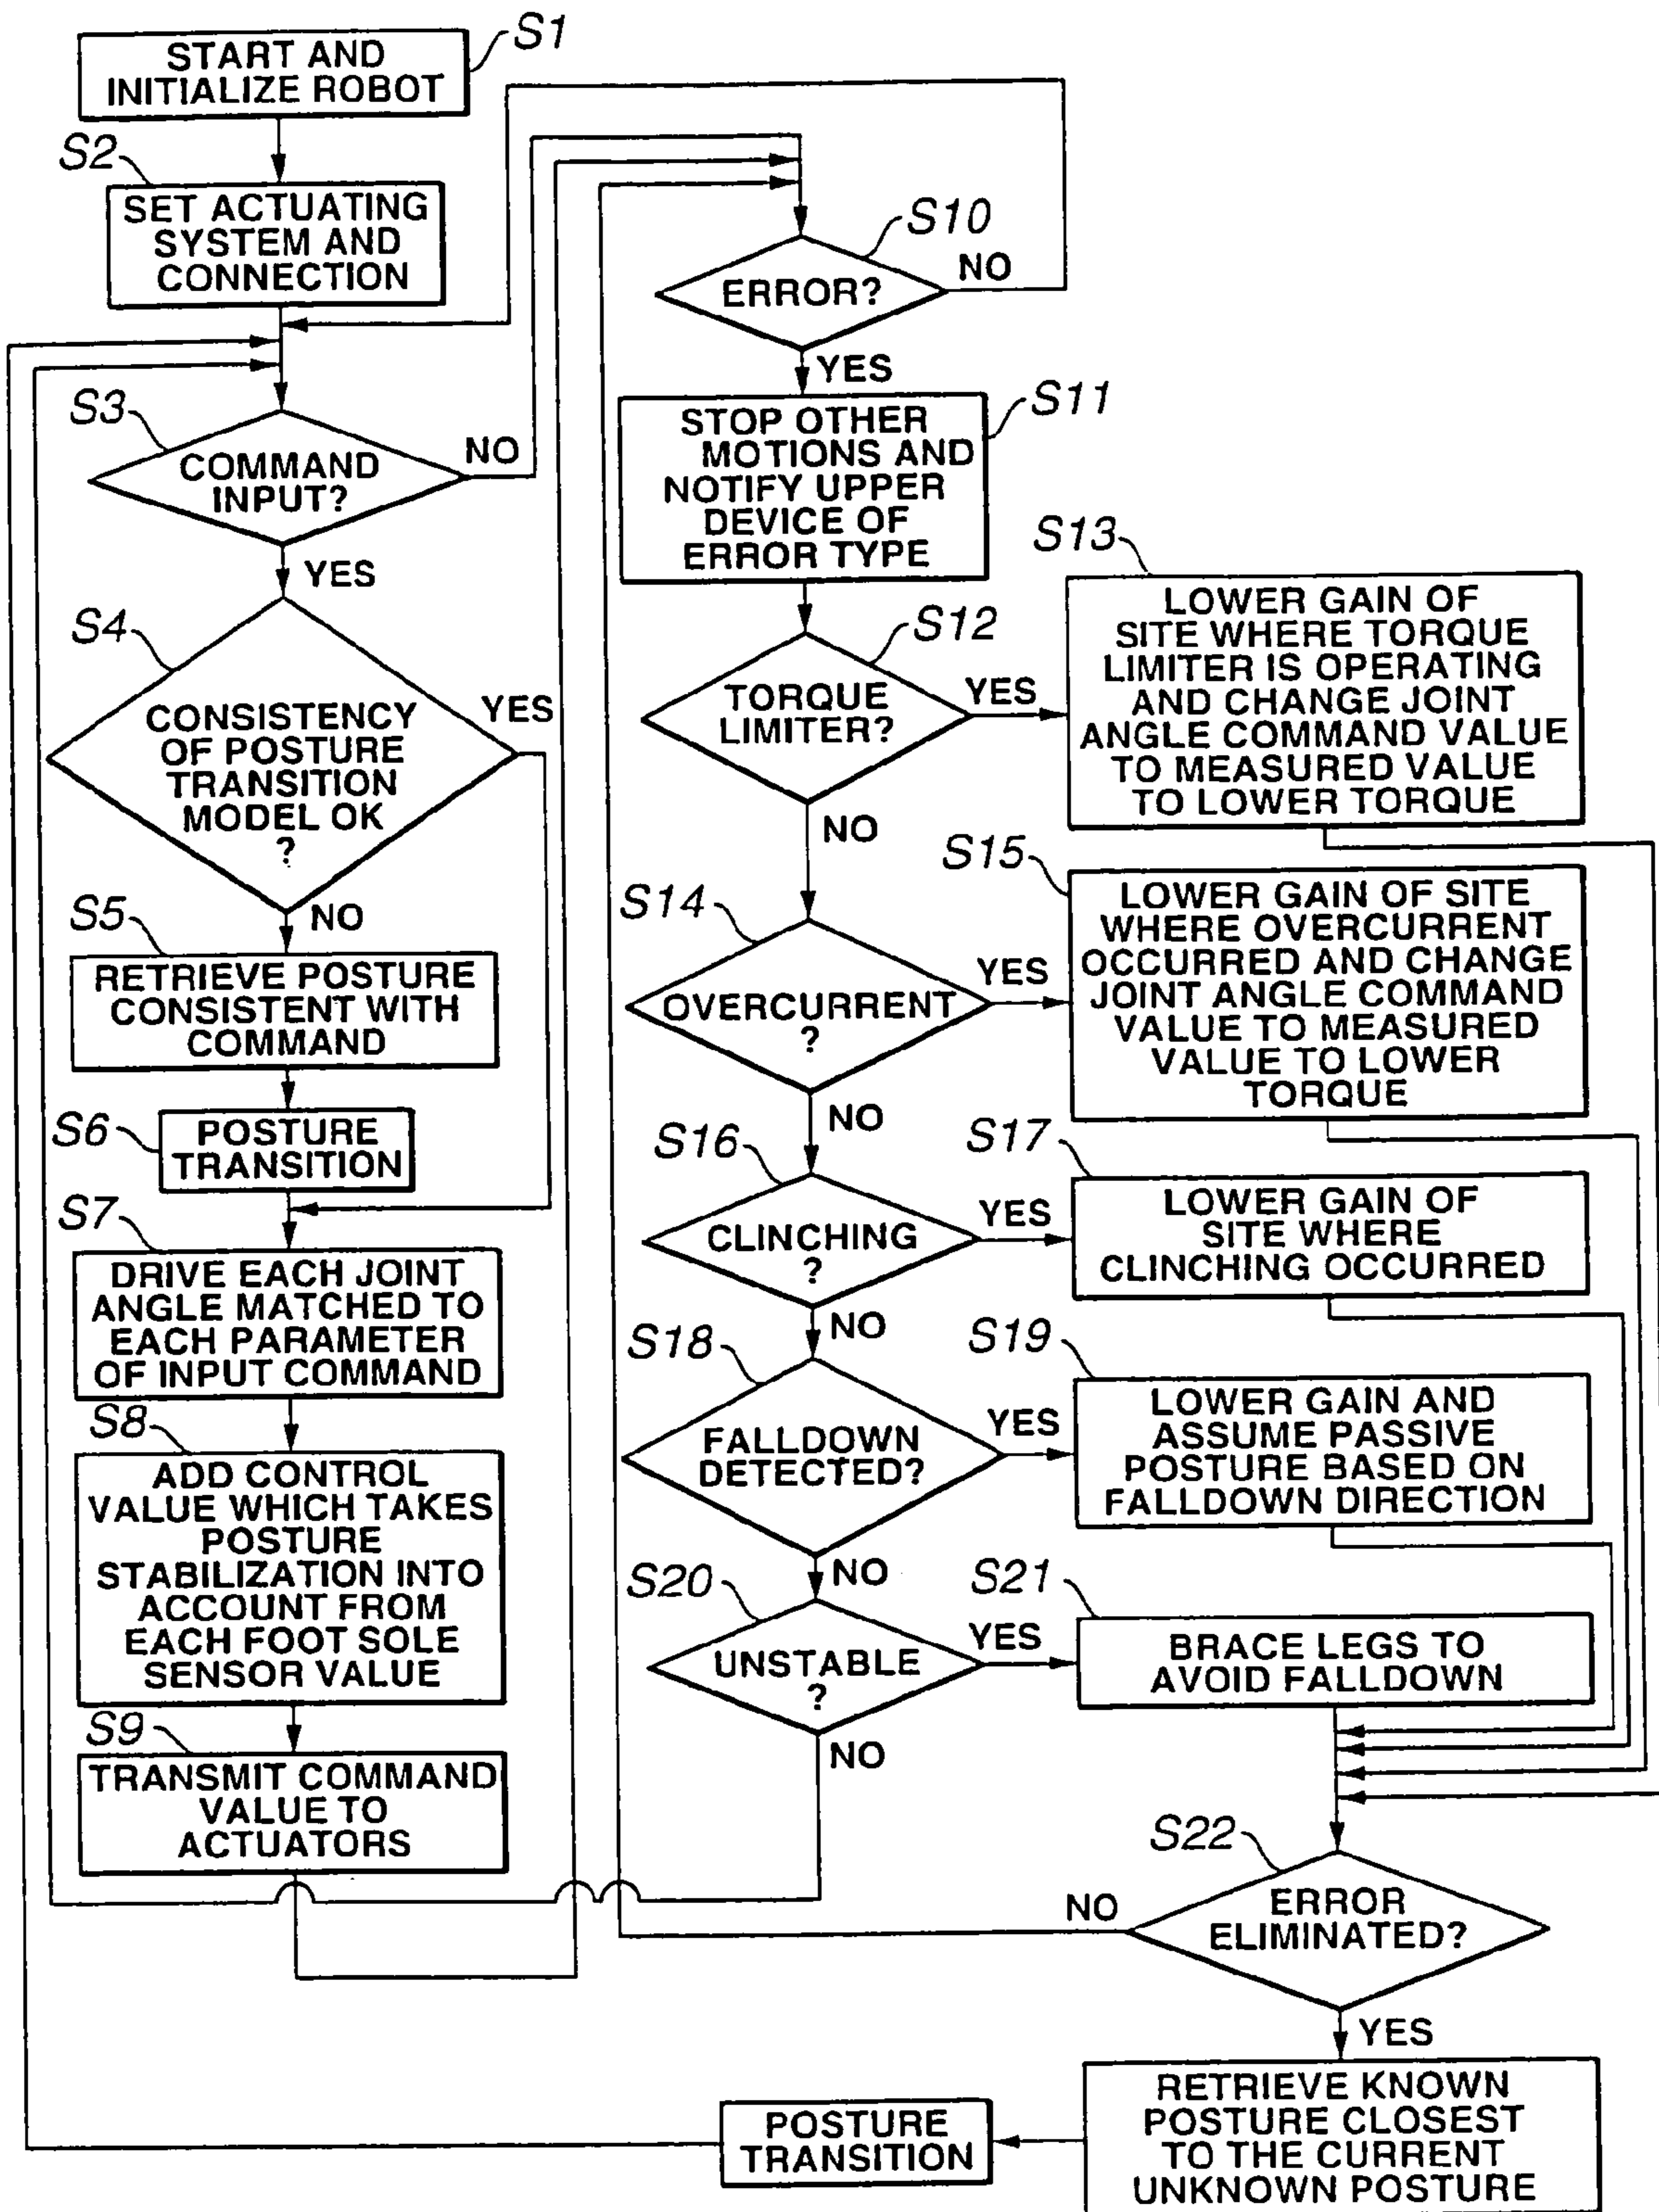 START AND
INITIALIZE ROBOT
S1
S2
SET ACTUATING
SYSTEM AND
CONNECTION
S3
COMMAND
INPUT?
NO
YES
S4
CONSISTENCY
OF POSTURE
TRANSITION
MODEL OK
?
YES
NO
S5
RETRIEVE POSTURE
CONSISTENT WITH
COMMAND
S6
POSTURE
TRANSITION
S7
DRIVE EACH JOINT
ANGLE MATCHED TO
EACH PARAMETER
OF INPUT COMMAND
S8
ADD CONTROL
VALUE WHICH TAKES
POSTURE
STABILIZATION INTO
ACCOUNT FROM
EACH FOOT SOLE
SENSOR VALUE
S9
TRANSMIT COMMAND
VALUE TO
ACTUATORS
S10
ERROR?
NO
YES
S11
STOP OTHER
MOTIONS AND
NOTIFY UPPER
DEVICE OF
ERROR TYPE
S12
TORQUE
LIMITER?
YES
NO
S13
LOWER GAIN OF
SITE WHERE TORQUE
LIMITER IS OPERATING
AND CHANGE JOINT
ANGLE COMMAND VALUE
TO MEASURED VALUE
TO LOWER TORQUE
S14
OVERCURRENT
?
YES
NO
S15
LOWER GAIN OF SITE
WHERE OVERCURRENT
OCCURRED AND CHANGE
JOINT ANGLE COMMAND
VALUE TO MEASURED
VALUE TO LOWER
TORQUE
S16
CLINCHING
?
YES
NO
S17
LOWER GAIN OF
SITE WHERE
CLINCHING OCCURRED
S18
FALLDOWN
DETECTED?
YES
NO
S19
LOWER GAIN AND
ASSUME PASSIVE
POSTURE BASED ON
FALLDOWN DIRECTION
S20
UNSTABLE
?
YES
NO
S21
BRACE LEGS TO
AVOID FALLDOWN
S22
ERROR
ELIMINATED?
NO
YES
RETRIEVE KNOWN
POSTURE CLOSEST
TO THE CURRENT
UNKNOWN POSTURE
POSTURE
TRANSITION